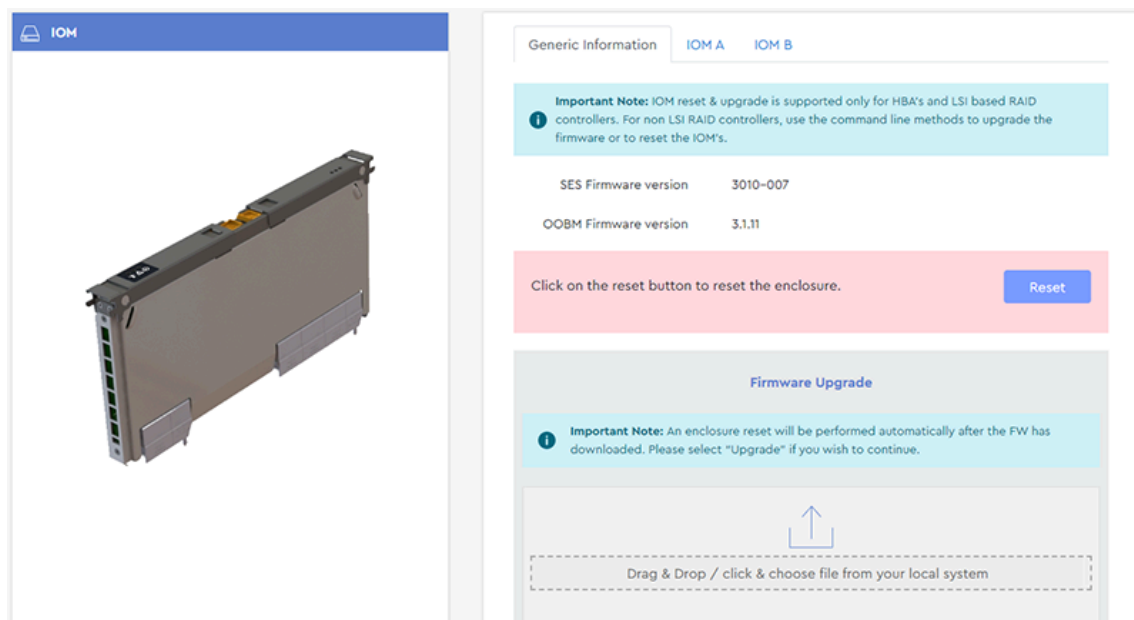 IOM
Generic Information
IOM A
IOM B
Important Note: IOM reset & upgrade is supported only for HBA's and LSI based RAID
controllers. For non LSI RAID controllers, use the command line methods to upgrade the
firmware or to reset the IOM's.
SES Firmware version 3010-007
OOBM Firmware version 3.1.11
Click on the reset button to reset the enclosure.
Reset
Firmware Upgrade
Important Note: An enclosure reset will be performed automatically after the FW has
downloaded. Please select "Upgrade" if you wish to continue.
Drag & Drop / click & choose file from your local system